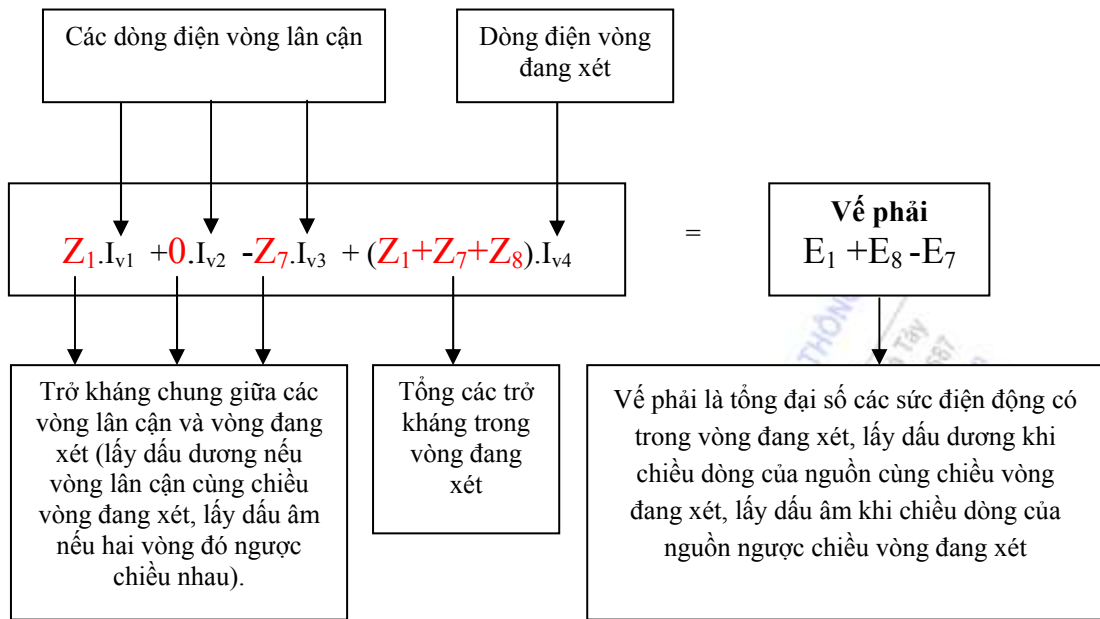 Các dòng điện vòng lân cận
Dòng điện vòng
đang xét
Z₁.Iᵥ₁ +0.Iᵥ₂ -Z₇.Iᵥ₃ + (Z₁+Z₇+Z₈).Iᵥ₄
=
Vế phải
E₁ +E₈ -E₇
Trở kháng chung giữa các
vòng lân cận và vòng đang
xét (lấy dấu dương nếu
vòng lân cận cùng chiều
vòng đang xét, lấy dấu âm
nếu hai vòng đó ngược
chiều nhau).
Tổng các trở
kháng trong
vòng đang
xét
Vế phải là tổng đại số các sức điện động có
trong vòng đang xét, lấy dấu dương khi
chiều dòng của nguồn cùng chiều vòng
đang xét, lấy dấu âm khi chiều dòng của
nguồn ngược chiều vòng đang xét
THÔNG
Tây
687